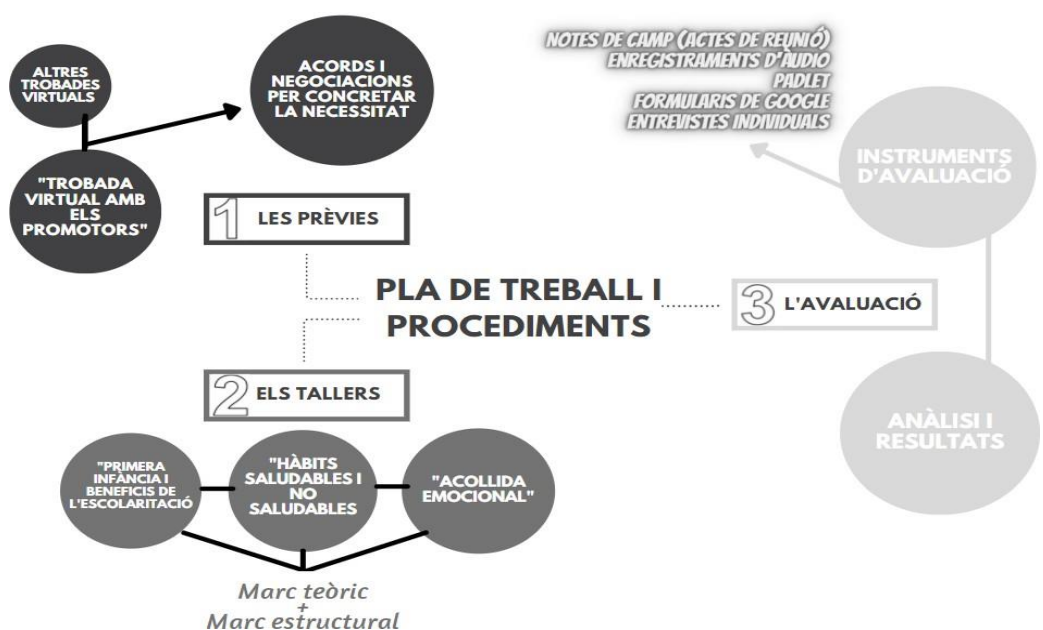 ALTRES
TROBADES
VIRTUALS
ACORDS I
NEGOCIACIONS
PER CONCRETAR
LA NECESSITAT
"TROBADA
VIRTUAL AMB
ELS
PROMOTORS"
1 LES PRÈVIES
NOTES DE CAMP (ACTES DE REUNIÓ)
ENREGISTRAMENTS D'ÀUDIO
PADLET
FORMULARIS DE GOOGLE
ENTREVISTES INDIVIDUALS
INSTRUMENTS
D'AVALUACIÓ
PLA DE TREBALL I
PROCEDIMENTS
3 L'AVALUACIÓ
ANÀLISI I
RESULTATS
2 ELS TALLERS
"PRIMERA
INFÀNCIA I
BENEFICIS DE
L'ESCOLARITACIÓ
"HÀBITS
SALUDABLES I
NO
SALUDABLES
"ACOLLIDA
EMOCIONAL"
Marc teòric
+
Marc estructural